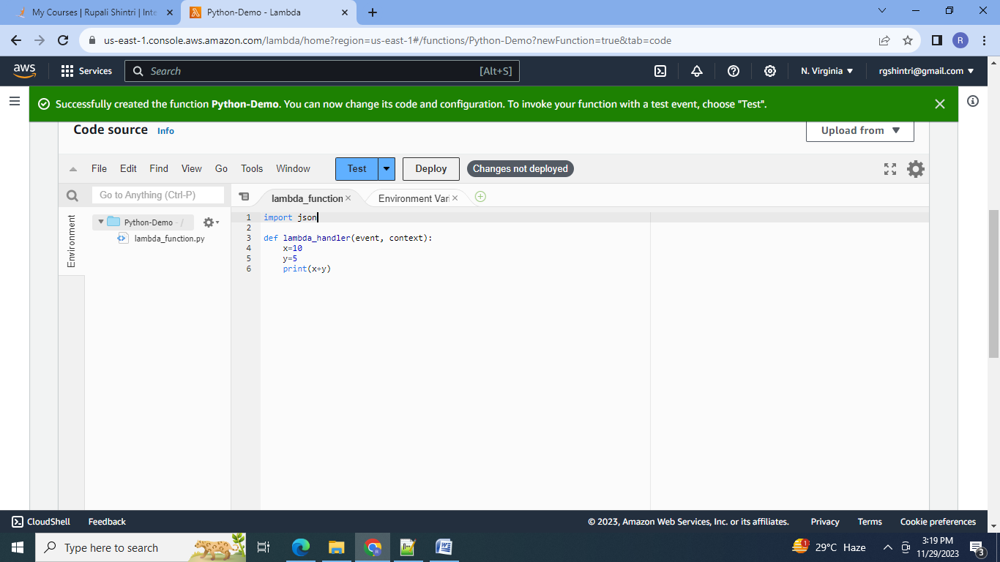 My Courses | Rupali Shintri | Inte
Python-Demo - Lambda
us-east-1.console.aws.amazon.com/lambda/home?region=us-east-1#/functions/Python-Demo?newFunction=true&tab=code
R
aws
Services
Search
[Alt+S]
N. Virginia
rgshintri@gmail.com
Successfully created the function Python-Demo. You can now change its code and configuration. To invoke your function with a test event, choose "Test".
Code source Info
Upload from
File Edit Find View Go Tools Window
Test
Deploy
Changes not deployed
Go to Anything (Ctrl-P)
lambda_function
Environment Vari
Environment
Python-Demo - /
lambda_function.py
1 import json
2
3 def lambda_handler(event, context):
4 x=10
5 y=5
6 print(x+y)
CloudShell
Feedback
© 2023, Amazon Web Services, Inc. or its affiliates.
Privacy
Terms
Cookie preferences
Type here to search
1
29°C Haze
3:19 PM
11/29/2023
3